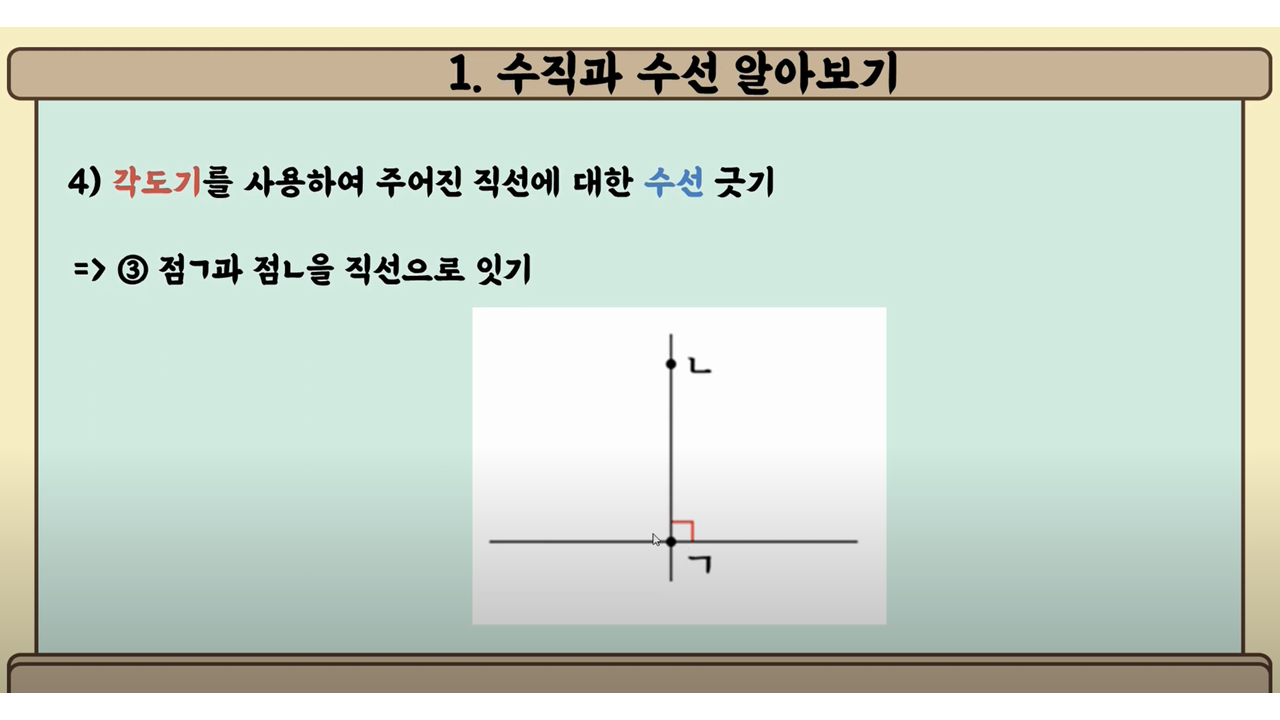 1. 수직과 수선 알아보기
4) 각도기를 사용하여 주어진 직선에 대한 수선 긋기
=> ③ 점ㄱ과 점ㄴ을 직선으로 잇기
ㄴ
ㄱ